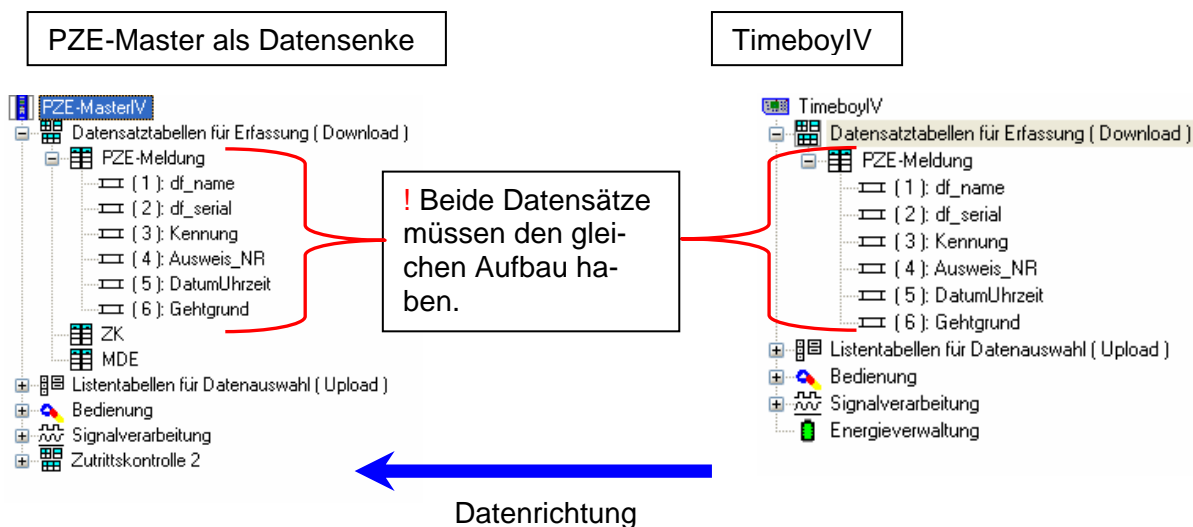 PZE-Master als Datensenke
TimeboyIV
PZE-MasterIV
Datensatztabellen für Erfassung ( Download )
PZE-Meldung
( 1 ): df_name
( 2 ): df_serial
( 3 ): Kennung
( 4 ): Ausweis_NR
( 5 ): DatumUhrzeit
( 6 ): Gehtgrund
ZK
MDE
Listentabellen für Datenauswahl ( Upload )
Bedienung
Signalverarbeitung
Zutrittskontrolle 2
! Beide Datensätze
müssen den glei-
chen Aufbau ha-
ben.
TimeboyIV
Datensatztabellen für Erfassung ( Download )
PZE-Meldung
( 1 ): df_name
( 2 ): df_serial
( 3 ): Kennung
( 4 ): Ausweis_NR
( 5 ): DatumUhrzeit
( 6 ): Gehtgrund
Listentabellen für Datenauswahl ( Upload )
Bedienung
Signalverarbeitung
Energieverwaltung
Datenrichtung